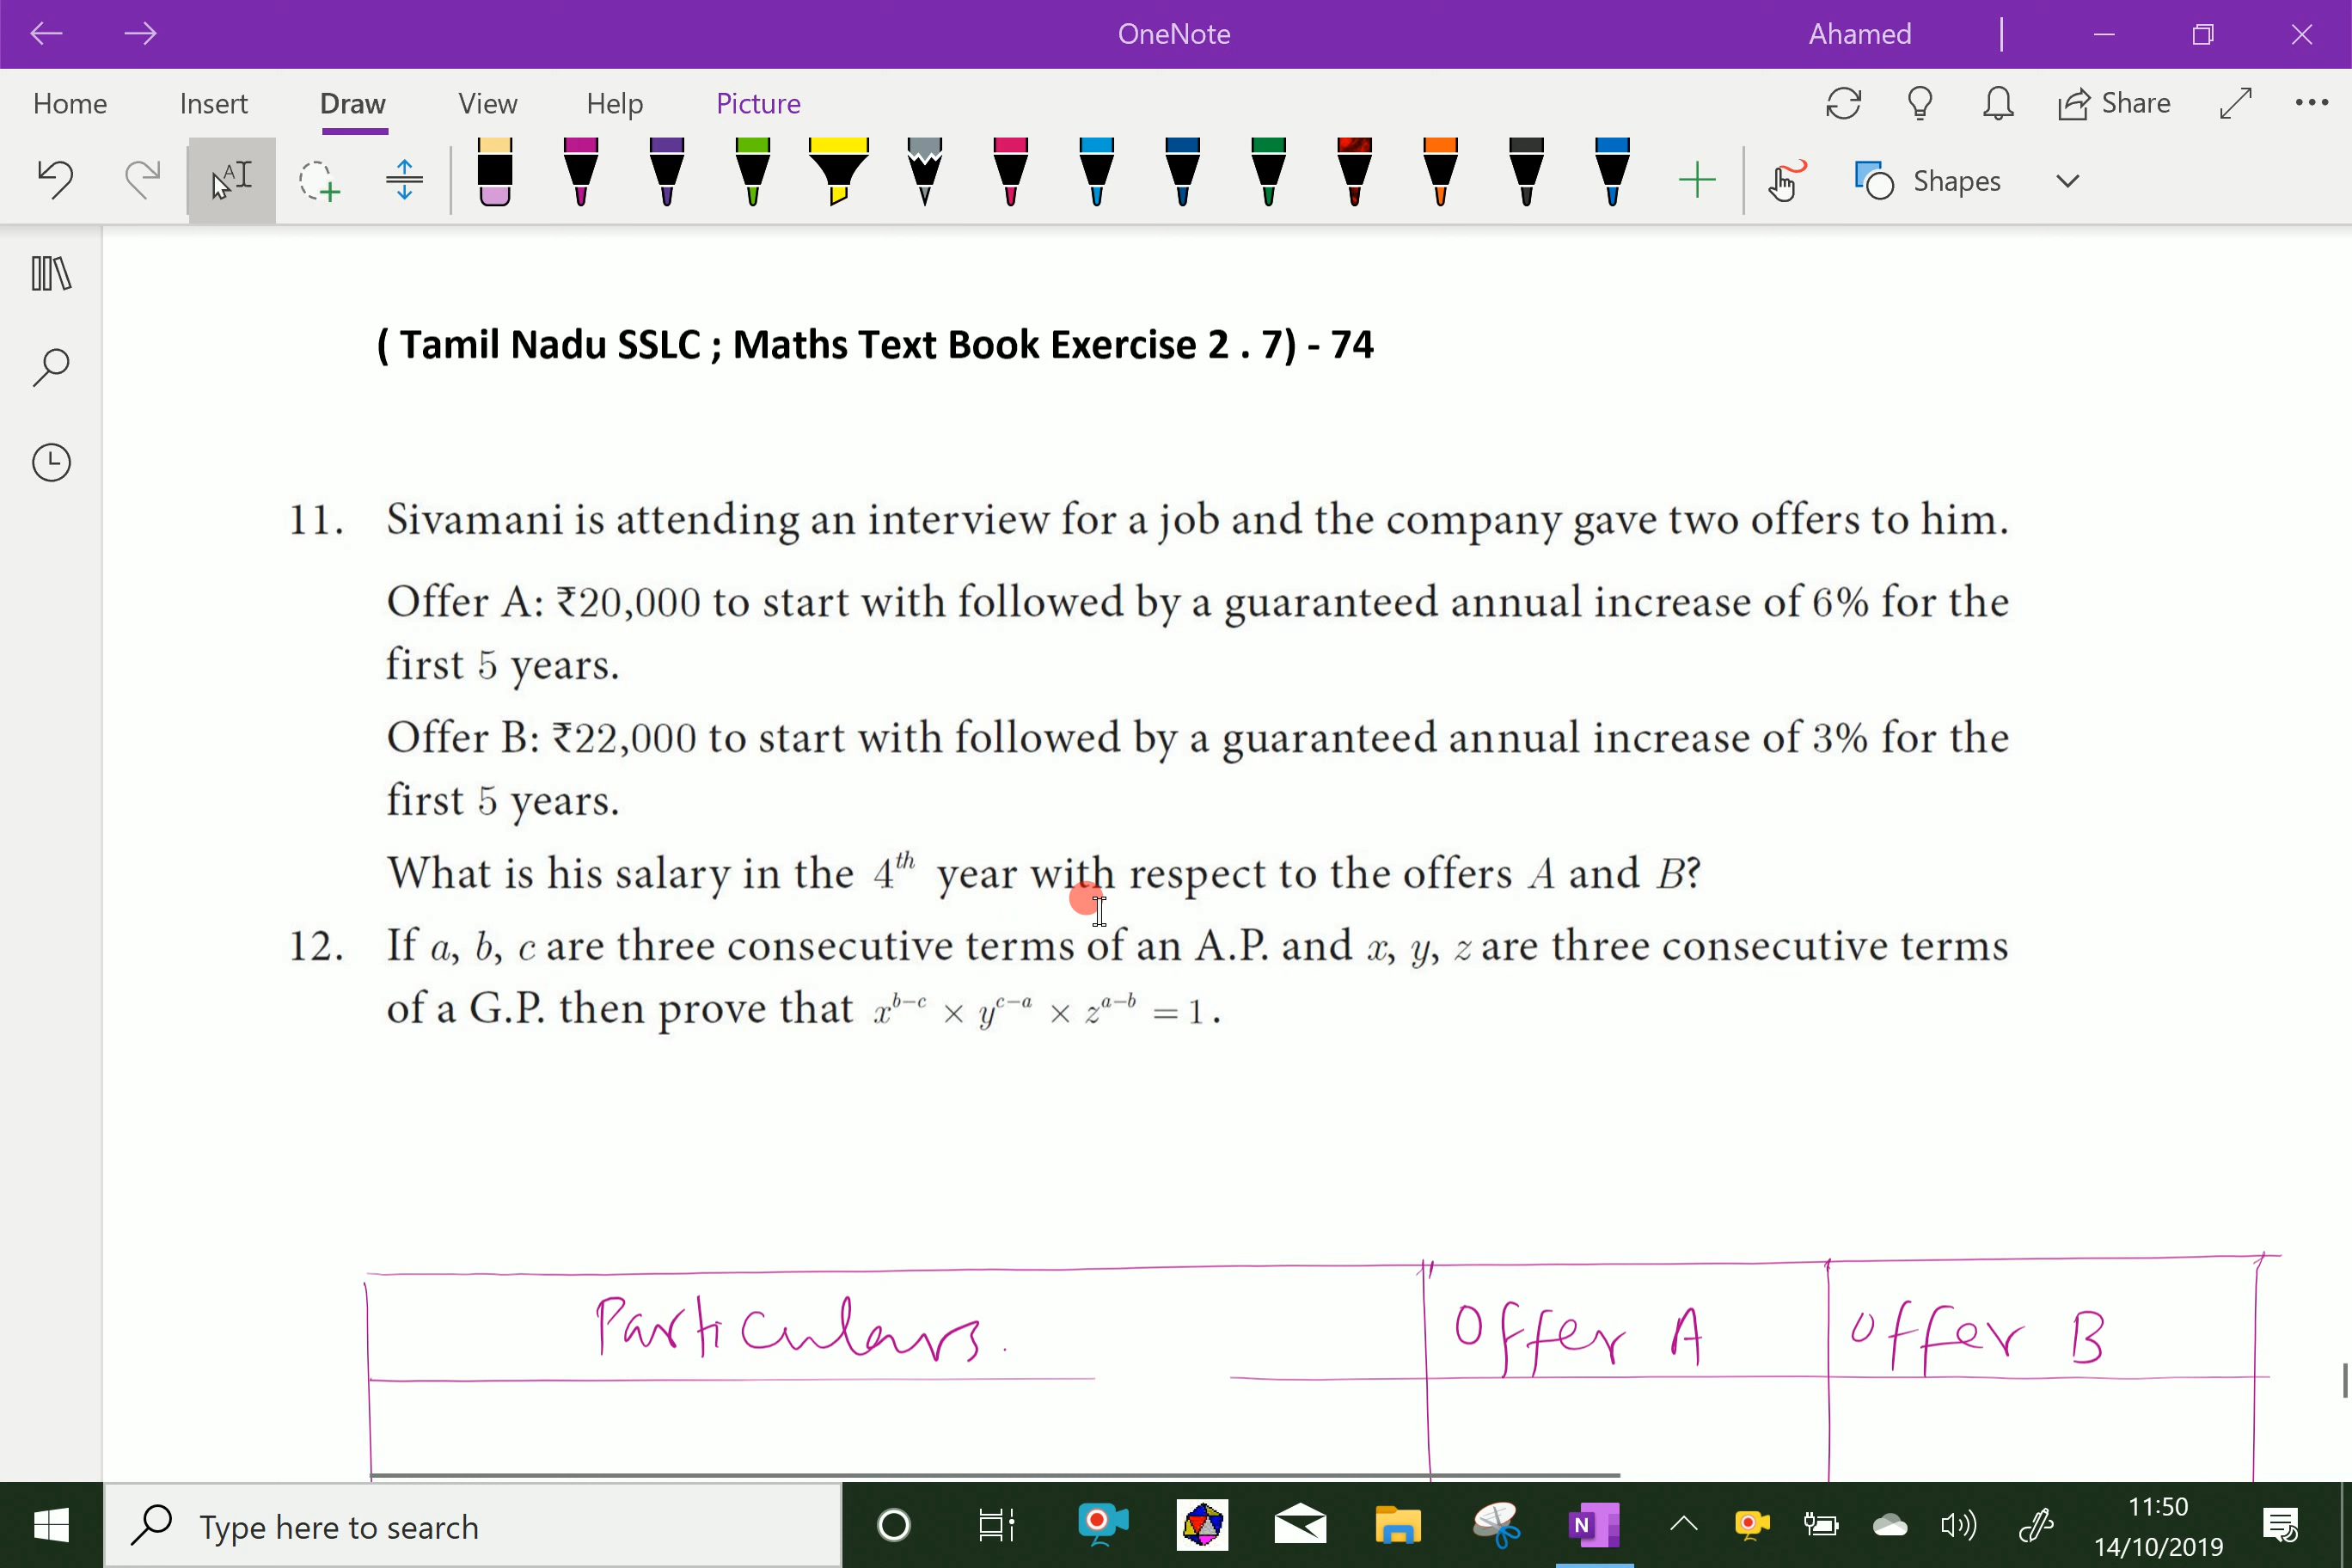 OneNote
Ahamed
Home Insert Draw View Help Picture
Share
Shapes
( Tamil Nadu SSLC ; Maths Text Book Exercise 2 . 7) - 74
11. Sivamani is attending an interview for a job and the company gave two offers to him.
Offer A: ₹20,000 to start with followed by a guaranteed annual increase of 6% for the
first 5 years.
Offer B: ₹22,000 to start with followed by a guaranteed annual increase of 3% for the
first 5 years.
What is his salary in the 4^th year with respect to the offers A and B?
12. If a, b, c are three consecutive terms of an A.P. and x, y, z are three consecutive terms
of a G.P. then prove that x^{b−c} × y^{c−a} × z^{a−b} = 1.
Particulars. Offer A Offer B
Type here to search
11:50
14/10/2019